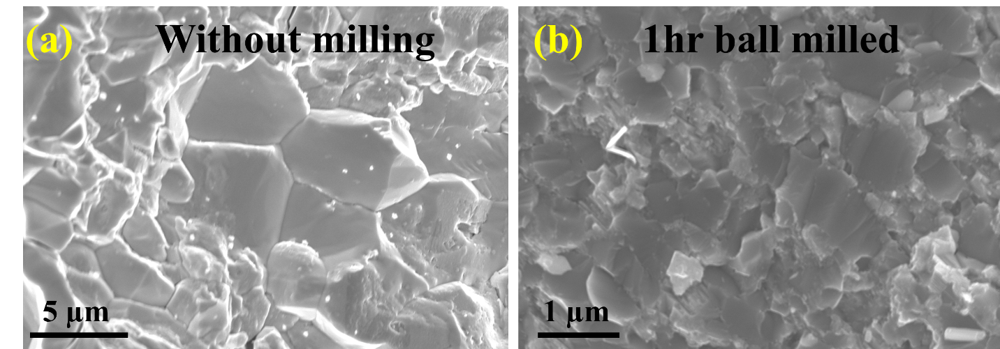 (a) Without milling
5 μm
(b) 1hr ball milled
1 μm